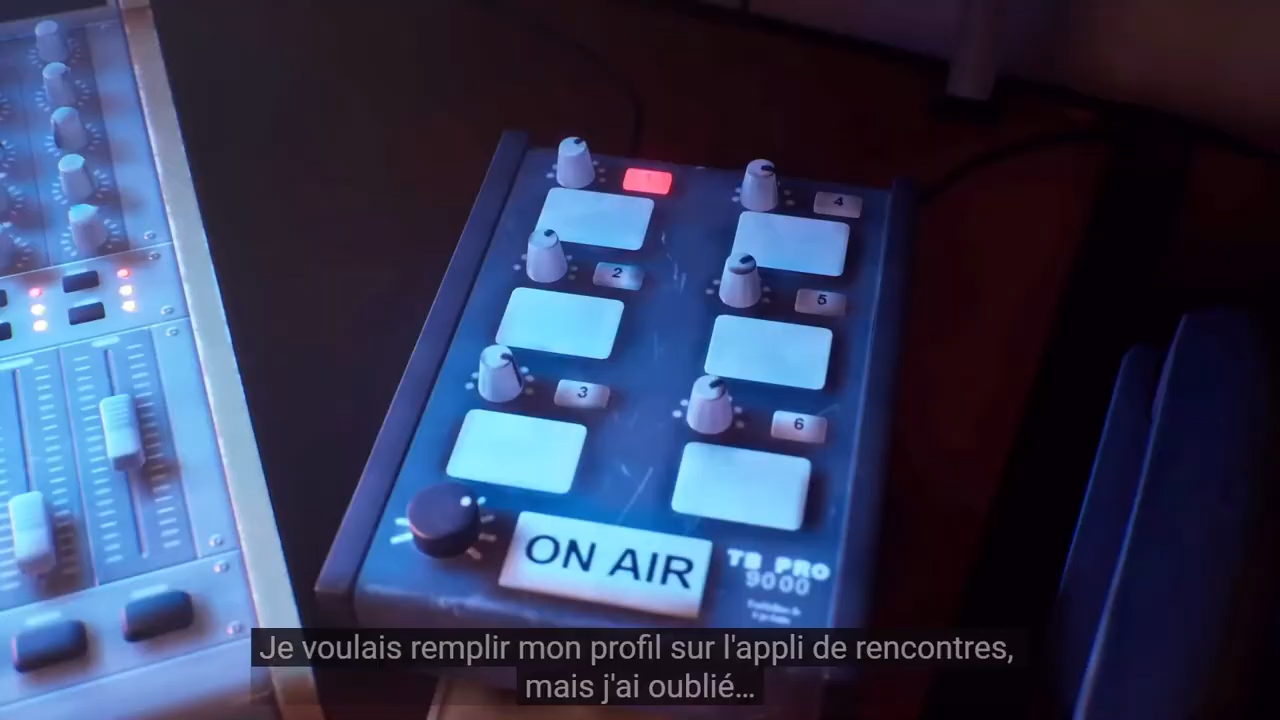 4
2
5
3
6
ON AIR
TB PRO
9000
Je voulais remplir mon profil sur l'appli de rencontres,
mais j'ai oublié…